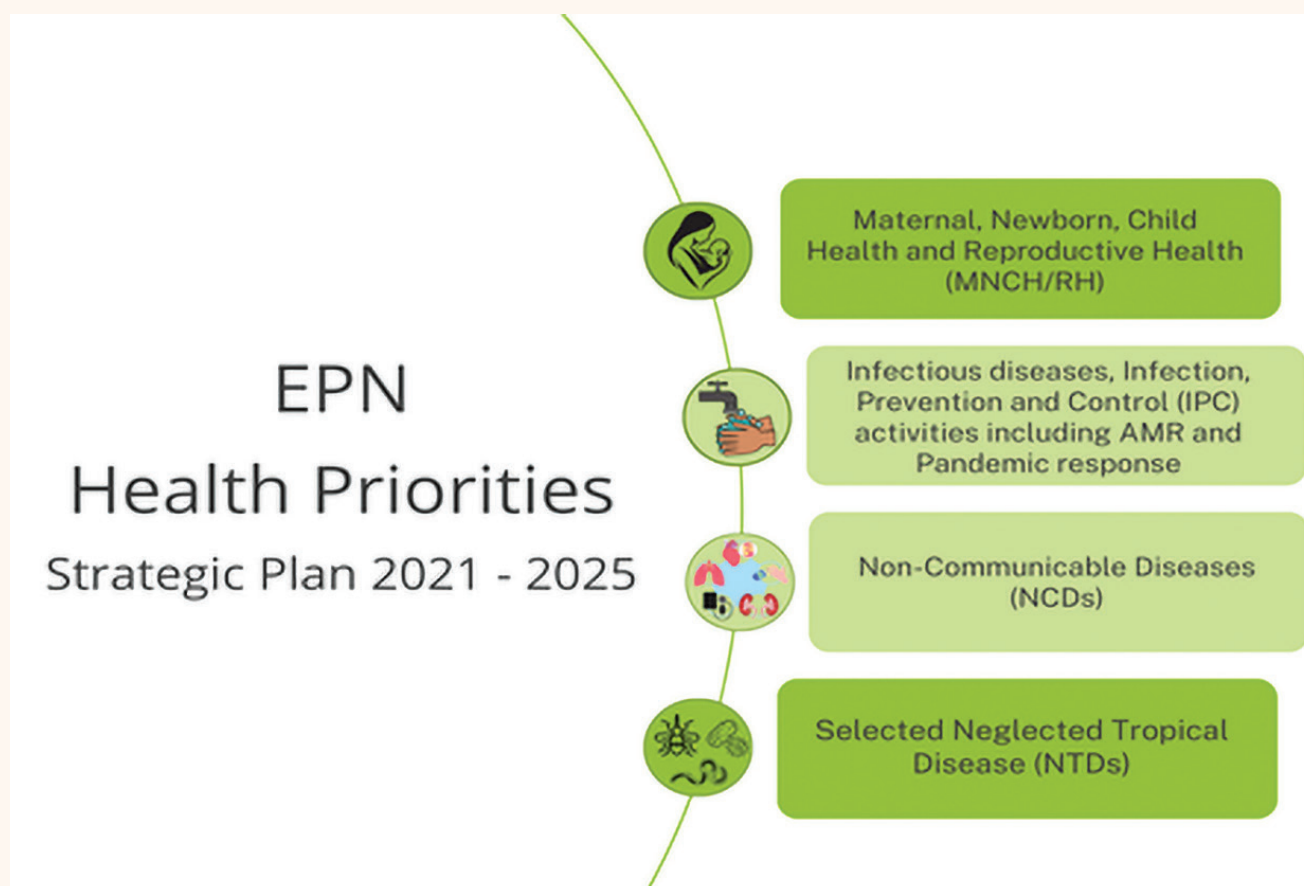 EPN
Health Priorities
Strategic Plan 2021 - 2025
Maternal, Newborn, Child
Health and Reproductive Health
(MNCH/RH)
Infectious diseases, Infection,
Prevention and Control (IPC)
activities including AMR and
Pandemic response
Non-Communicable Diseases
(NCDs)
Selected Neglected Tropical
Disease (NTDs)